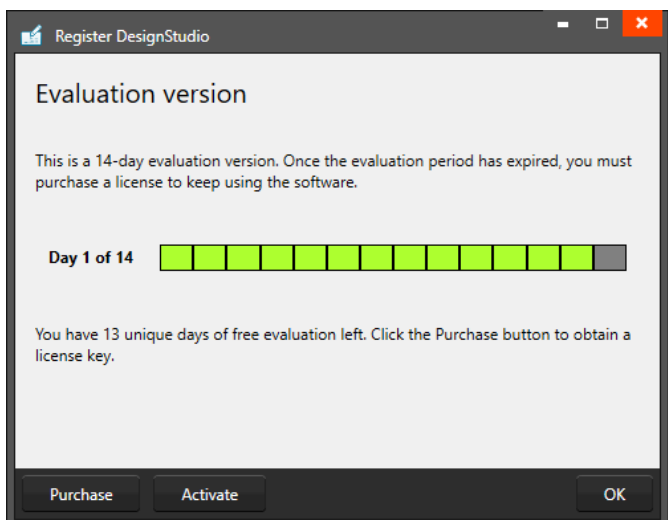 Register DesignStudio
Evaluation version
This is a 14-day evaluation version. Once the evaluation period has expired, you must
purchase a license to keep using the software.
Day 1 of 14
You have 13 unique days of free evaluation left. Click the Purchase button to obtain a
license key.
Purchase
Activate
OK